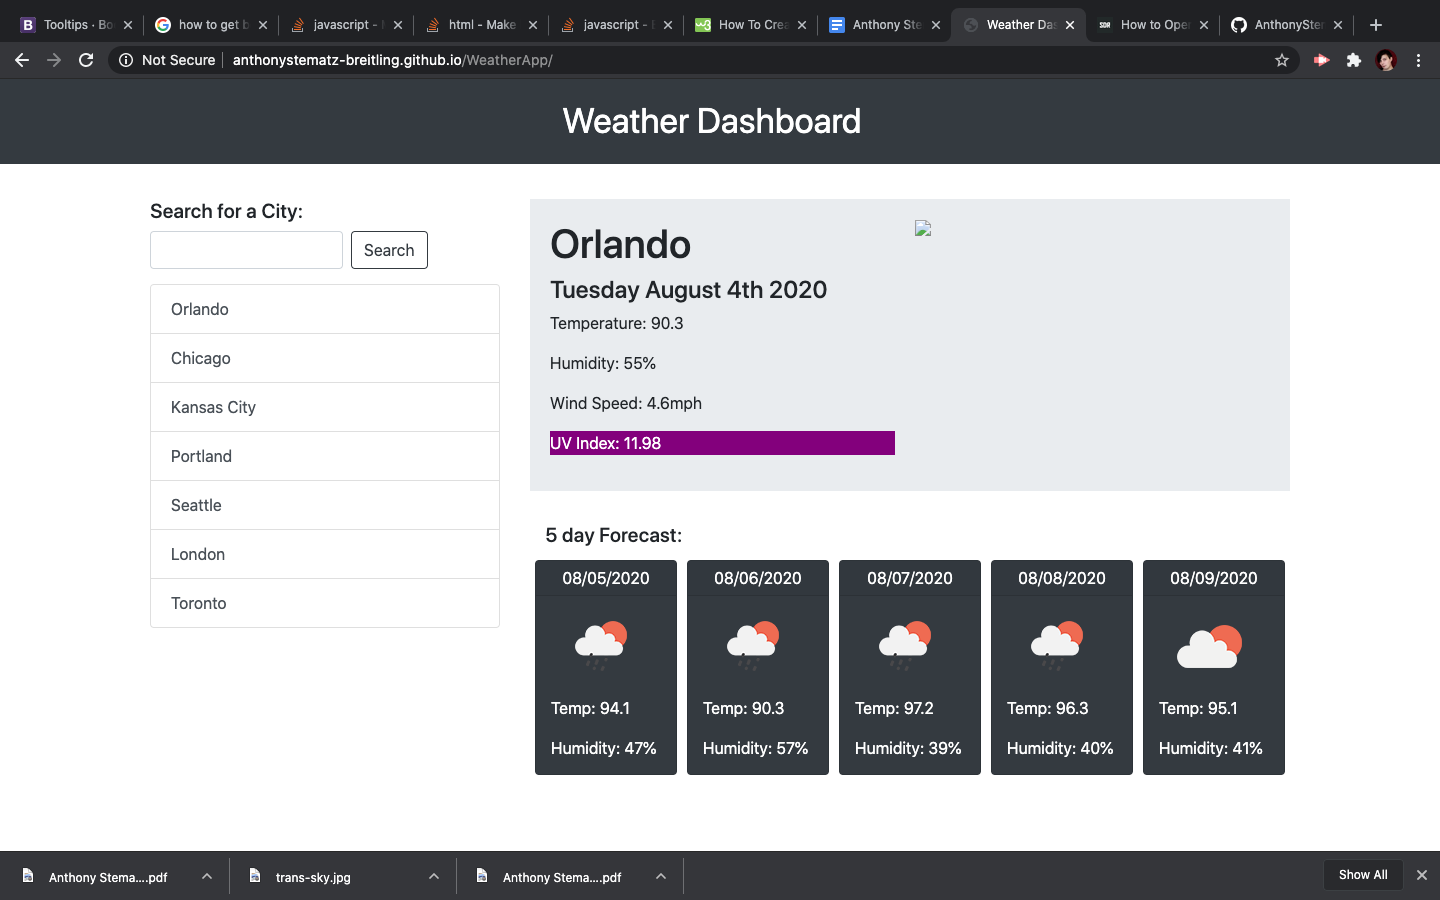 Tooltips · Bo
how to get b
javascript - I
html - Make
javascript -
How To Crea
Anthony Ste
Weather Das
How to Oper
Anthonyster
Not Secure
anthonystematz-breitling.github.io/WeatherApp/
Weather Dashboard
Search for a City:
Search
Orlando
Chicago
Kansas City
Portland
Seattle
London
Toronto
Orlando
Tuesday August 4th 2020
Temperature: 90.3
Humidity: 55%
Wind Speed: 4.6mph
UV Index: 11.98
5 day Forecast:
08/05/2020
Temp: 94.1
Humidity: 47%
08/06/2020
Temp: 90.3
Humidity: 57%
08/07/2020
Temp: 97.2
Humidity: 39%
08/08/2020
Temp: 96.3
Humidity: 40%
08/09/2020
Temp: 95.1
Humidity: 41%
Anthony Stema....pdf
trans-sky.jpg
Anthony Stema....pdf
Show All